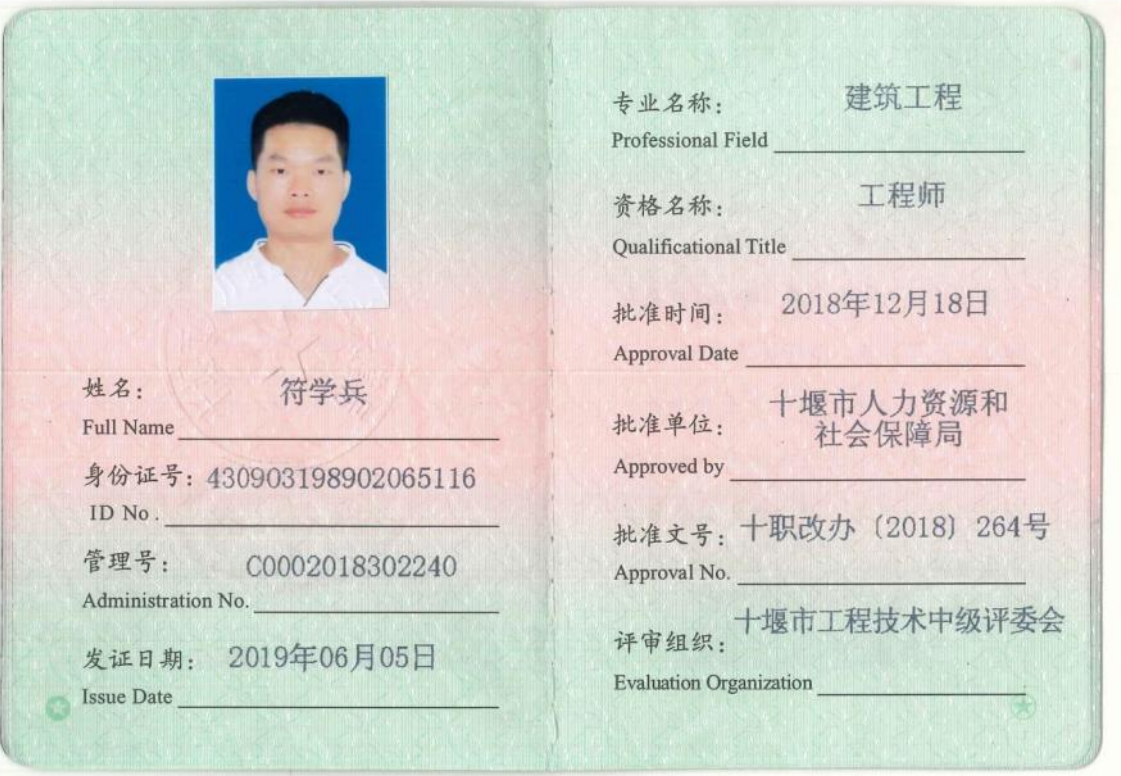 姓名：
符学兵
Full Name
身份证号：430903198902065116
ID No .
管理号：
C0002018302240
Administration No.
发证日期：
2019年06月05日
Issue Date
专业名称：
建筑工程
Professional Field
资格名称：
工程师
Qualificational Title
批准时间：
2018年12月18日
Approval Date
批准单位：
十堰市人力资源和
社会保障局
Approved by
批准文号：
十职改办〔2018〕264号
Approval No.
评审组织：
十堰市工程技术中级评委会
Evaluation Organization